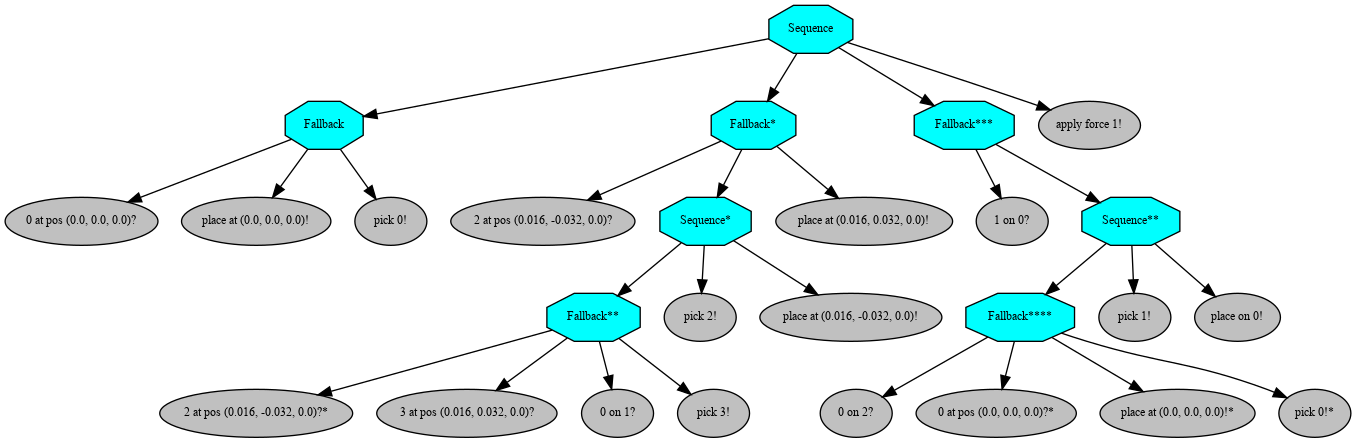 Sequence
Fallback
Fallback*
Fallback***
apply force 1!
0 at pos (0.0, 0.0, 0.0)?
place at (0.0, 0.0, 0.0)!
pick 0!
2 at pos (0.016, -0.032, 0.0)?
Sequence*
place at (0.016, 0.032, 0.0)!
1 on 0?
Sequence**
Fallback**
pick 2!
place at (0.016, -0.032, 0.0)!
Fallback****
pick 1!
place on 0!
2 at pos (0.016, -0.032, 0.0)?*
3 at pos (0.016, 0.032, 0.0)?
0 on 1?
pick 3!
0 on 2?
0 at pos (0.0, 0.0, 0.0)?*
place at (0.0, 0.0, 0.0)!*
pick 0!*